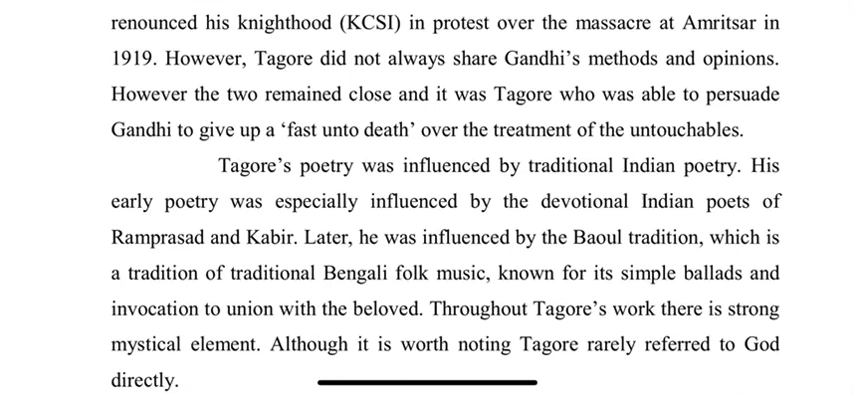 renounced his knighthood (KCSI) in protest over the massacre at Amritsar in
1919. However, Tagore did not always share Gandhi’s methods and opinions.
However the two remained close and it was Tagore who was able to persuade
Gandhi to give up a ‘fast unto death’ over the treatment of the untouchables.
Tagore’s poetry was influenced by traditional Indian poetry. His
early poetry was especially influenced by the devotional Indian poets of
Ramprasad and Kabir. Later, he was influenced by the Baoul tradition, which is
a tradition of traditional Bengali folk music, known for its simple ballads and
invocation to union with the beloved. Throughout Tagore’s work there is strong
mystical element. Although it is worth noting Tagore rarely referred to God
directly.